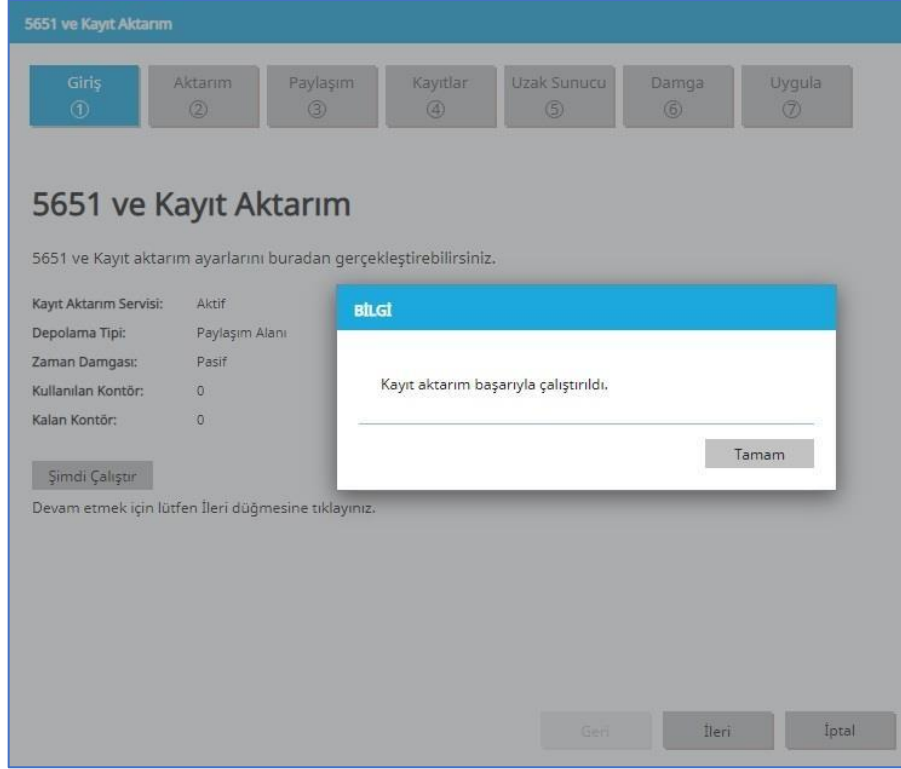 5651 ve Kayıt Aktarım
Giriş Aktarım Paylaşım Kayıtlar Uzak Sunucu Damga Uygula
① ② ③ ④ ⑤ ⑥ ⑦
5651 ve Kayıt Aktarım
5651 ve Kayıt aktarım ayarlarını buradan gerçekleştirebilirsiniz.
Kayıt Aktarım Servisi: Aktif
Depolama Tipi: Paylaşım Alanı
Zaman Damgası: Pasif
Kullanılan Kontör: 0
Kalan Kontör: 0
BİLGİ
Kayıt aktarım başarıyla çalıştırıldı.
Tamam
Şimdi Çalıştır
Devam etmek için lütfen İleri düğmesine tıklayınız.
Geri İleri İptal